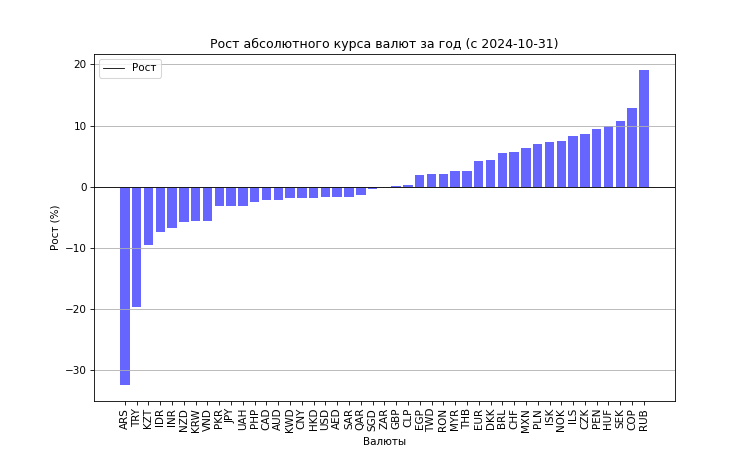 Рост абсолютного курса валют за год (с 2024-10-31)
Рост
20
10
0
−10
−20
−30
Рост (%)
ARS TRY KZT IDR INR NZD KRW VND PKR JPY UAH PHP CAD AUD KWD CNY HKD USD AED SAR QAR SGD ZAR GBP CLP EGP TWD RON MYR THB EUR DKK BRL CHF MXN PLN ISK NOK ILS CZK PEN HUF SEK COP RUB
Валюты